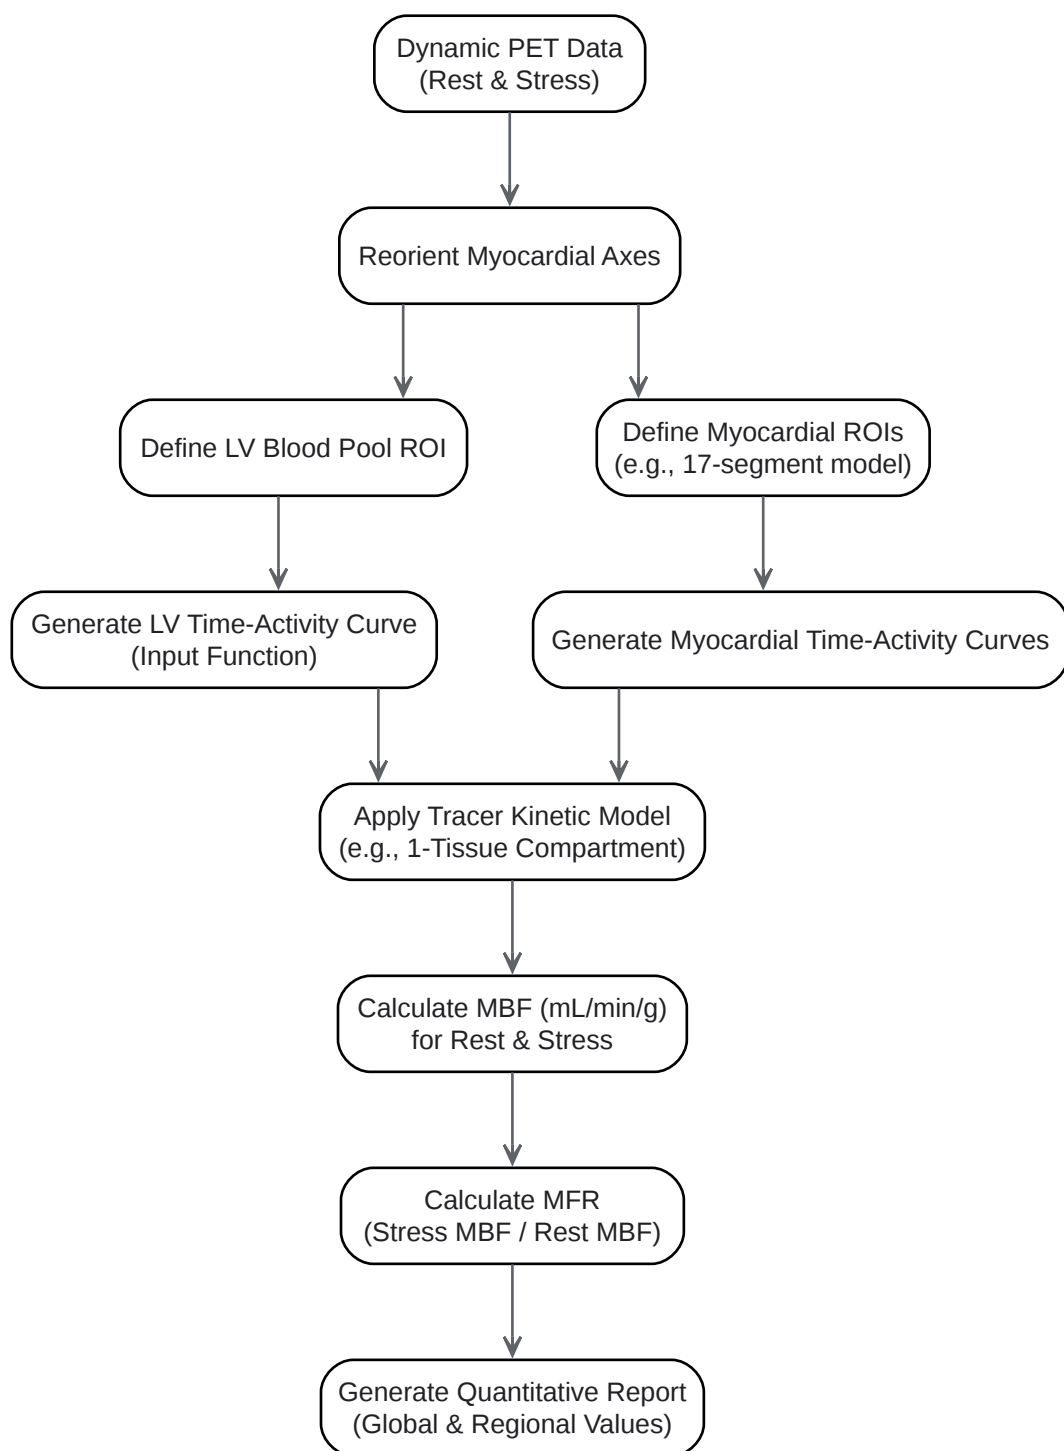 Dynamic PET Data
(Rest & Stress)
Reorient Myocardial Axes
Define LV Blood Pool ROI
Define Myocardial ROIs
(e.g., 17-segment model)
Generate LV Time-Activity Curve
(Input Function)
Generate Myocardial Time-Activity Curves
Apply Tracer Kinetic Model
(e.g., 1-Tissue Compartment)
Calculate MBF (mL/min/g)
for Rest & Stress
Calculate MFR
(Stress MBF / Rest MBF)
Generate Quantitative Report
(Global & Regional Values)